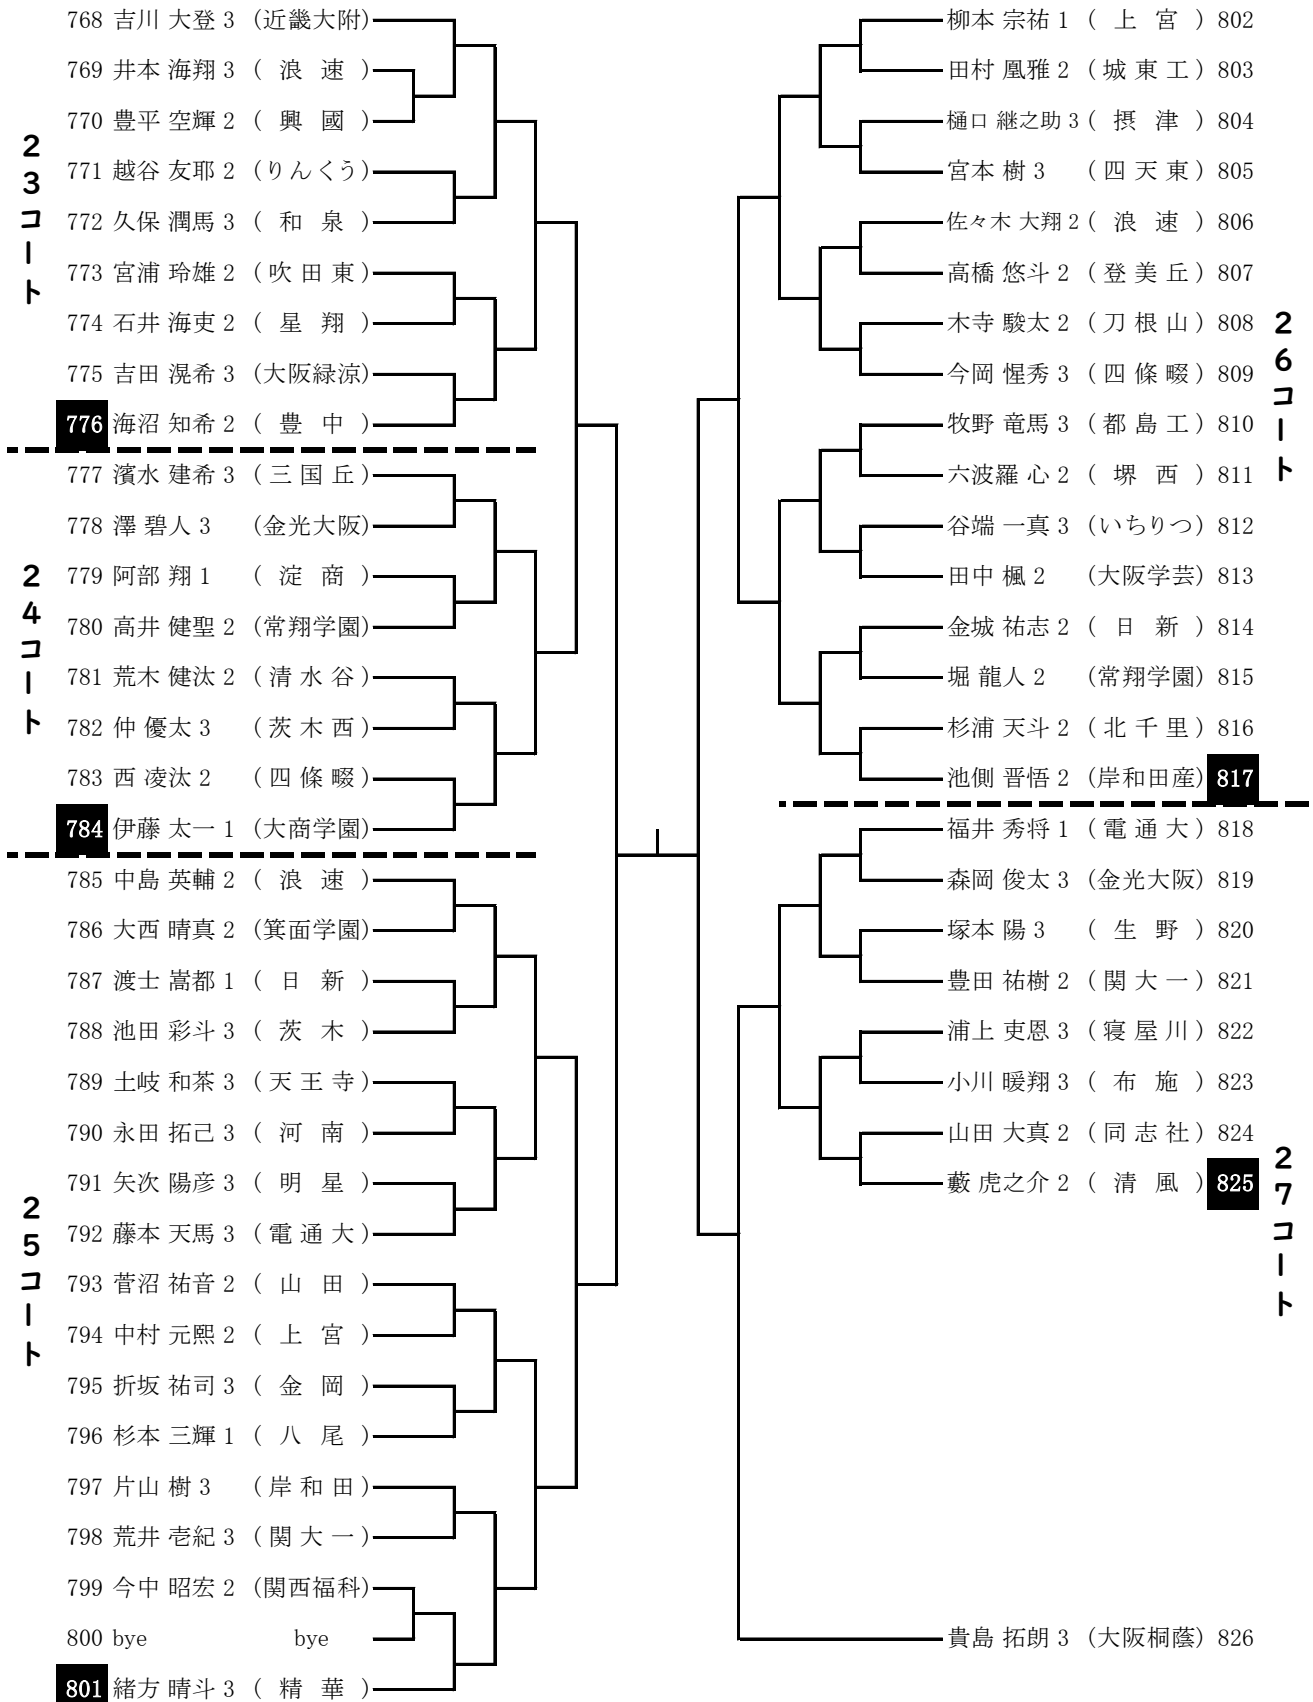 23コート
768 吉川 大登 3 (近畿大附)
769 井本 海翔 3 ( 浪 速 )
770 豊平 空輝 2 ( 興 國 )
771 越谷 友耶 2 (りんくう)
772 久保 潤馬 3 ( 和 泉 )
773 宮浦 玲雄 2 (吹 田 東)
774 石井 海吏 2 ( 星 翔 )
775 吉田 滉希 3 (大阪緑涼)
776 海沼 知希 2 ( 豊 中 )
24コート
777 濱水 建希 3 (三 国 丘)
778 澤 碧人 3 (金光大阪)
779 阿部 翔 1 ( 淀 商 )
780 高井 健聖 2 (常翔学園)
781 荒木 健汰 2 (清 水 谷)
782 仲 優太 3 (茨 木 西)
783 西 凌汰 2 (四 條 畷)
784 伊藤 太一 1 (大商学園)
25コート
785 中島 英輔 2 ( 浪 速 )
786 大西 晴真 2 (箕面学園)
787 渡士 嵩都 1 ( 日 新 )
788 池田 彩斗 3 ( 茨 木 )
789 土岐 和茶 3 (天 王 寺)
790 永田 拓己 3 ( 河 南 )
791 矢次 陽彦 3 ( 明 星 )
792 藤本 天馬 3 (電 通 大)
793 菅沼 祐音 2 ( 山 田 )
794 中村 元熙 2 ( 上 宮 )
795 折坂 祐司 3 ( 金 岡 )
796 杉本 三輝 1 ( 八 尾 )
797 片山 樹 3 (岸 和 田)
798 荒井 壱紀 3 (関 大 一)
799 今中 昭宏 2 (関西福科)
800 bye bye
801 緒方 晴斗 3 ( 精 華 )
26コート
柳本 宗祐 1 ( 上 宮 ) 802
田村 凰雅 2 (城 東 工) 803
樋口 継之助 3 ( 摂 津 ) 804
宮本 樹 3 (四 天 東) 805
佐々木 大翔 2 ( 浪 速 ) 806
高橋 悠斗 2 (登 美 丘) 807
木寺 駿太 2 (刀 根 山) 808
今岡 惺秀 3 (四 條 畷) 809
牧野 竜馬 3 (都 島 工) 810
六波羅 心 2 ( 堺 西 ) 811
谷端 一真 3 (いちりつ) 812
田中 楓 2 (大阪学芸) 813
金城 祐志 2 ( 日 新 ) 814
堀 龍人 2 (常翔学園) 815
杉浦 天斗 2 (北 千 里) 816
池側 晋悟 2 (岸和田産) 817
27コート
福井 秀将 1 (電 通 大) 818
森岡 俊太 3 (金光大阪) 819
塚本 陽 3 ( 生 野 ) 820
豊田 祐樹 2 (関 大 一) 821
浦上 吏恩 3 (寝 屋 川) 822
小川 暖翔 3 ( 布 施 ) 823
山田 大真 2 (同 志 社) 824
藪 虎之介 2 ( 清 風 ) 825
貴島 拓朗 3 (大阪桐蔭) 826